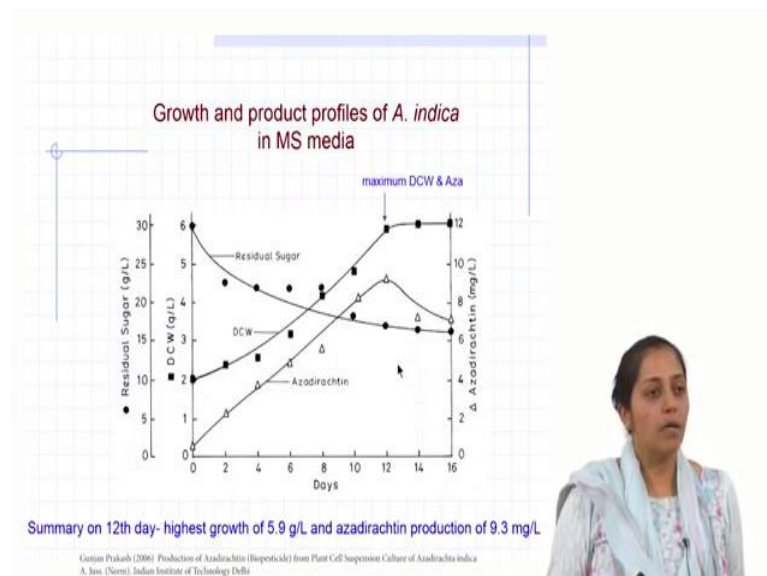 Growth and product profiles of A. indica
in MS media
maximum DCW & Aza
30
25
20
15
10
5
0
Residual Sugar (g/L)
6
5
4
3
2
1
0
DCW (g/L)
Residual Sugar
DCW
Azadirachtin
12
10
8
6
4
2
0
Azadirachtin (mg/L)
0 2 4 6 8 10 12 14 16
Days
Summary on 12th day- highest growth of 5.9 g/L and azadirachtin production of 9.3 mg/L
Gunjan Prakash (2006) Production of Azadirachtin (Biopesticide) from Plant Cell Suspension Culture of Azadirachta indica
A. Juss. (Neem). Indian Institute of Technology Delhi